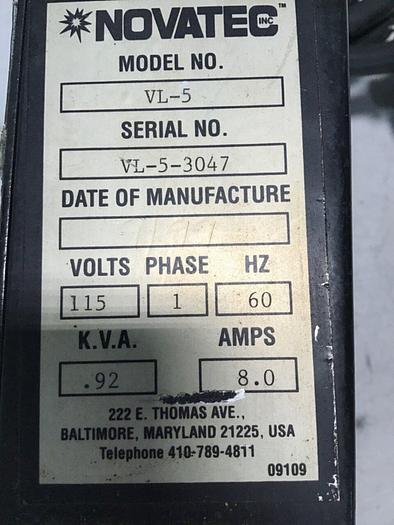 NOVATEC INC ™
MODEL NO.
VL-5
SERIAL NO.
VL-5-3047
DATE OF MANUFACTURE
VOLTS PHASE HZ
115 1 60
K.V.A. AMPS
.92 8.0
222 E. THOMAS AVE.,
BALTIMORE, MARYLAND 21225, USA
Telephone 410-789-4811
09109